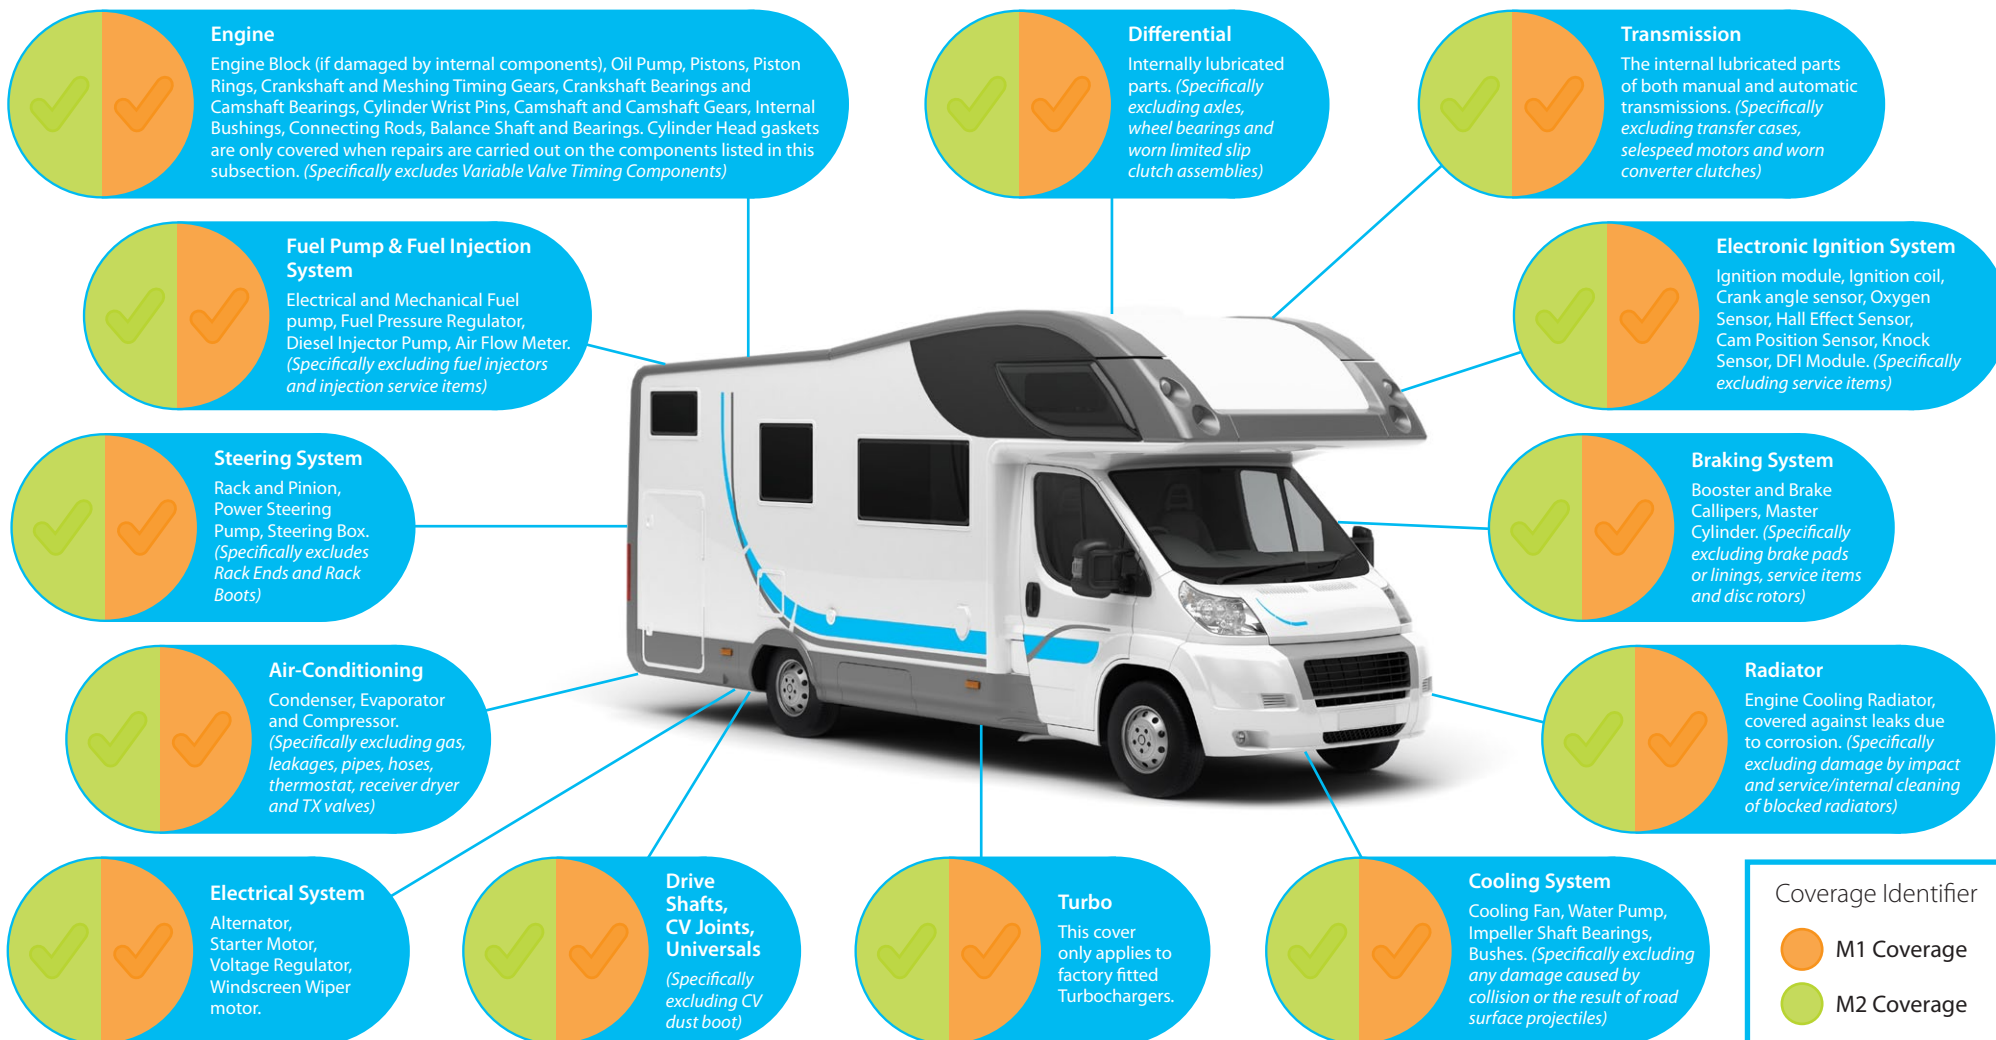 Engine
Engine Block (if damaged by internal components), Oil Pump, Pistons, Piston
Rings, Crankshaft and Meshing Timing Gears, Crankshaft Bearings and
Camshaft Bearings, Cylinder Wrist Pins, Camshaft and Camshaft Gears, Internal
Bushings, Connecting Rods, Balance Shaft and Bearings. Cylinder Head gaskets
are only covered when repairs are carried out on the components listed in this
subsection. (Specifically excludes Variable Valve Timing Components)
Differential
Internally lubricated
parts. (Specifically
excluding axles,
wheel bearings and
worn limited slip
clutch assemblies)
Transmission
The internal lubricated parts
of both manual and automatic
transmissions. (Specifically
excluding transfer cases,
selespeed motors and worn
converter clutches)
Fuel Pump & Fuel Injection
System
Electrical and Mechanical Fuel
pump, Fuel Pressure Regulator,
Diesel Injector Pump, Air Flow Meter.
(Specifically excluding fuel injectors
and injection service items)
Electronic Ignition System
Ignition module, Ignition coil,
Crank angle sensor, Oxygen
Sensor, Hall Effect Sensor,
Cam Position Sensor, Knock
Sensor, DFI Module. (Specifically
excluding service items)
Steering System
Rack and Pinion,
Power Steering
Pump, Steering Box.
(Specifically excludes
Rack Ends and Rack
Boots)
Braking System
Booster and Brake
Callipers, Master
Cylinder. (Specifically
excluding brake pads
or linings, service items
and disc rotors)
Air-Conditioning
Condenser, Evaporator
and Compressor.
(Specifically excluding gas,
leakages, pipes, hoses,
thermostat, receiver dryer
and TX valves)
Radiator
Engine Cooling Radiator,
covered against leaks due
to corrosion. (Specifically
excluding damage by impact
and service/internal cleaning
of blocked radiators)
Electrical System
Alternator,
Starter Motor,
Voltage Regulator,
Windscreen Wiper
motor.
Drive
Shafts,
CV Joints,
Universals
(Specifically
excluding CV
dust boot)
Turbo
This cover
only applies to
factory fitted
Turbochargers.
Cooling System
Cooling Fan, Water Pump,
Impeller Shaft Bearings,
Bushes. (Specifically excluding
any damage caused by
collision or the result of road
surface projectiles)
Coverage Identifier
M1 Coverage
M2 Coverage